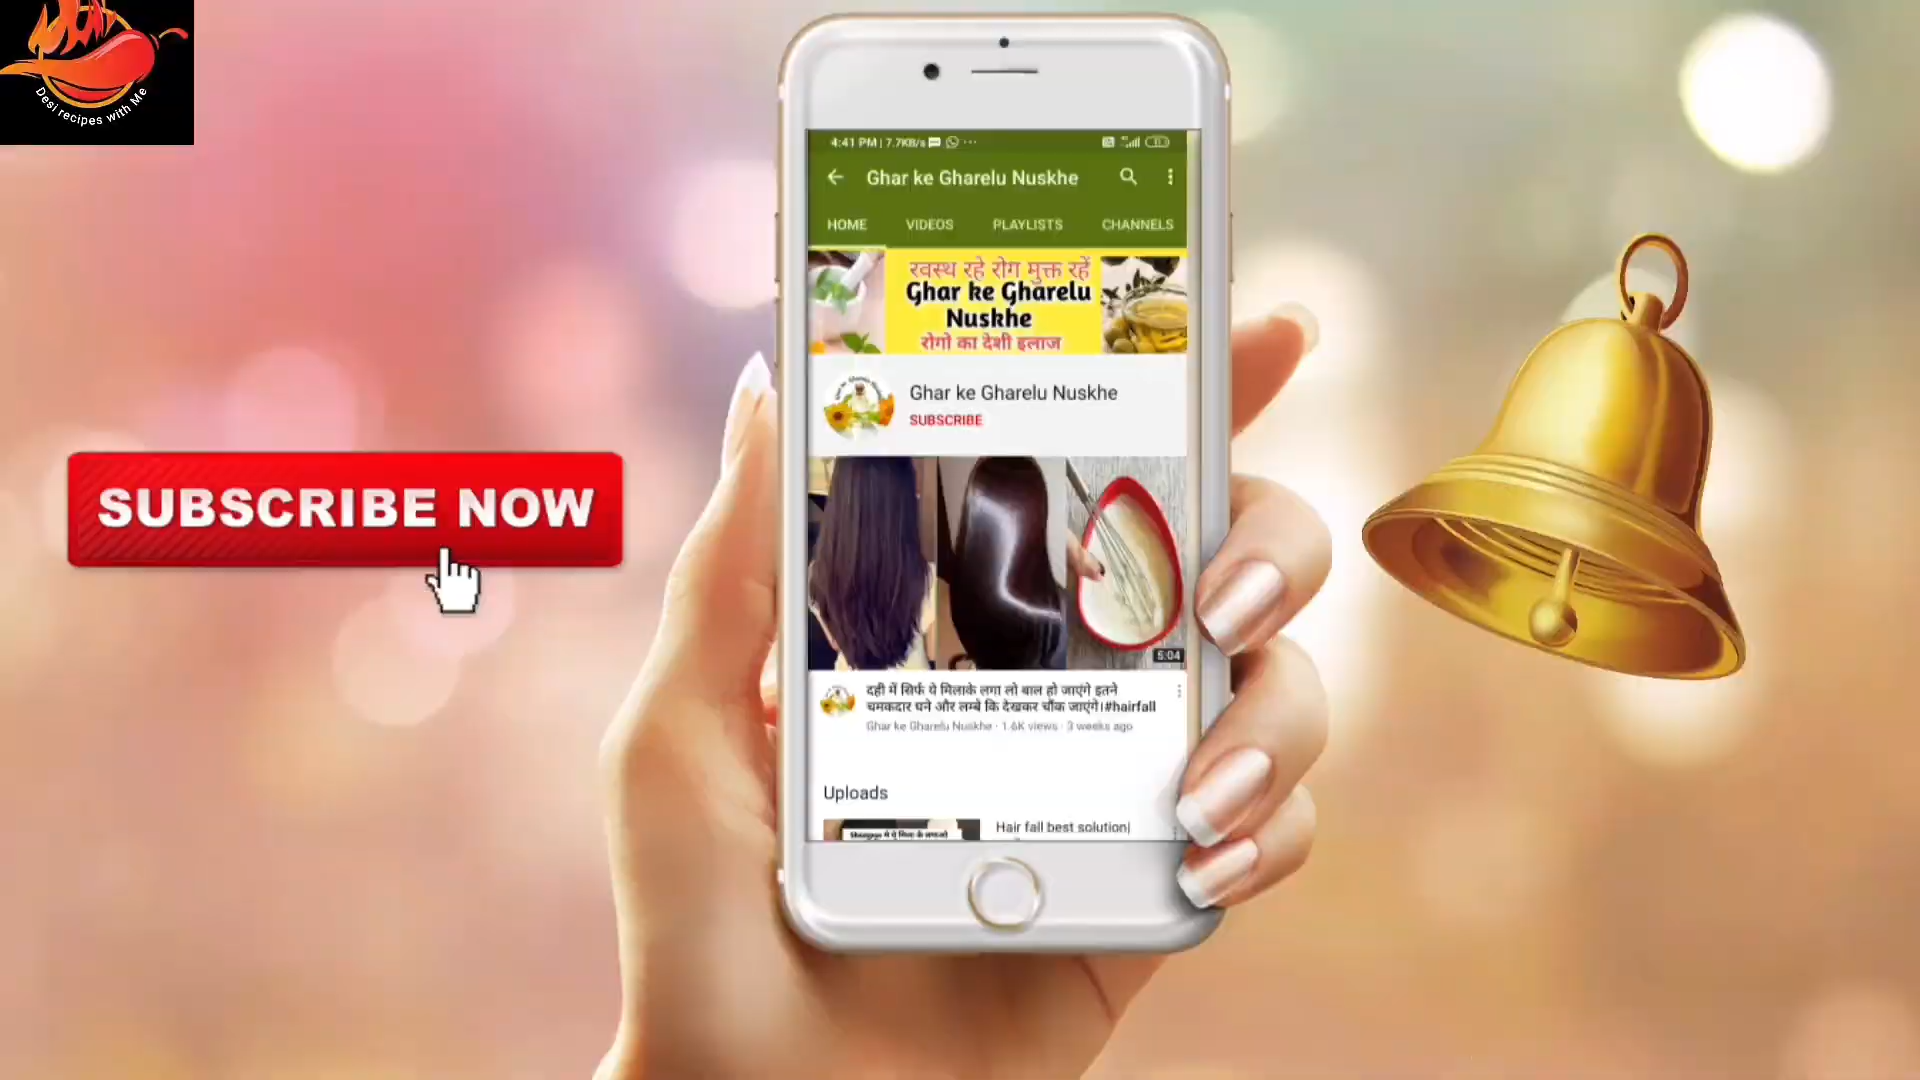 Desi recipes with Me
4:41 PM | 7.7KB/s
Ghar ke Gharelu Nuskhe
HOME VIDEOS PLAYLISTS CHANNELS
स्वस्थ रहे रोग मुक्त रहें
Ghar ke Gharelu
Nuskhe
रोगो का देशी इलाज
Ghar ke Gharelu Nuskhe
SUBSCRIBE
SUBSCRIBE NOW
5:04
दही में सिर्फ ये मिलाके लगा लो बाल हो जाएंगे इतने
चमकदार घने और लम्बे कि देखकर चौंक जाएंगे।#hairfall
Ghar ke Gharelu Nuskhe · 1.6K views · 3 weeks ago
Uploads
Hair fall best solution|